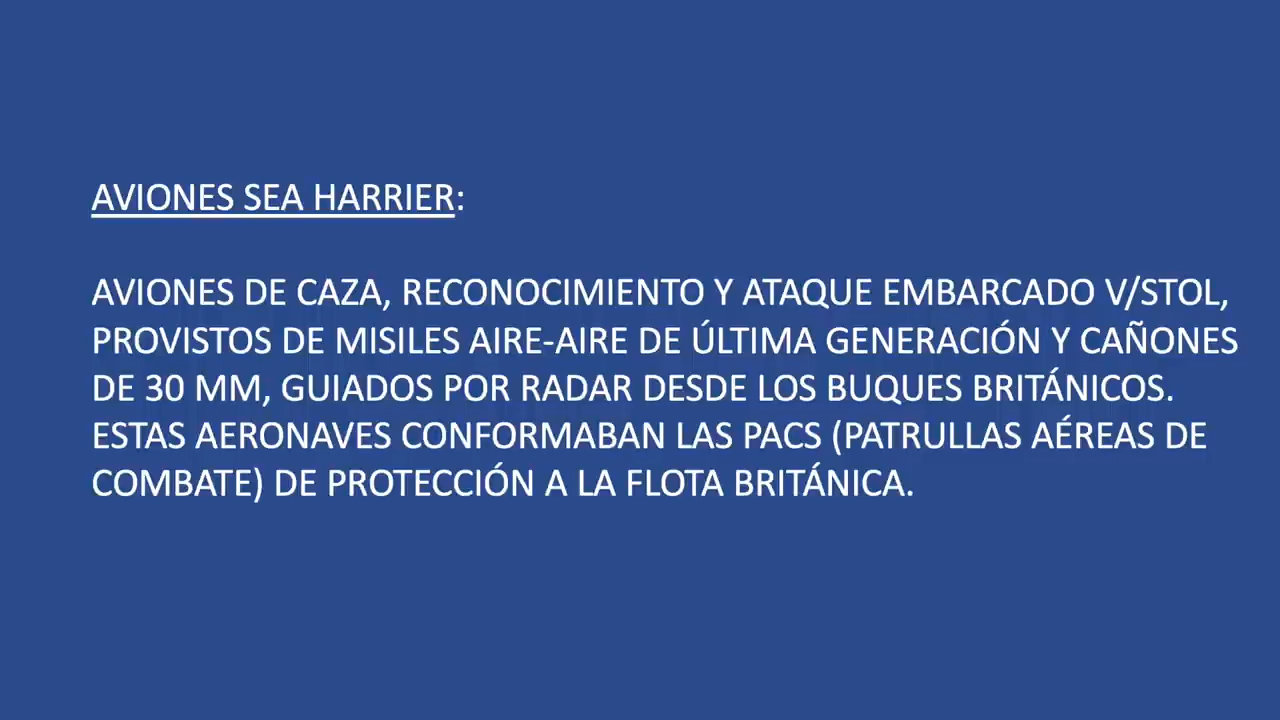 AVIONES SEA HARRIER:
AVIONES DE CAZA, RECONOCIMIENTO Y ATAQUE EMBARCADO V/STOL,
PROVISTOS DE MISILES AIRE-AIRE DE ÚLTIMA GENERACIÓN Y CAÑONES
DE 30 MM, GUIADOS POR RADAR DESDE LOS BUQUES BRITÁNICOS.
ESTAS AERONAVES CONFORMABAN LAS PACS (PATRULLAS AÉREAS DE
COMBATE) DE PROTECCIÓN A LA FLOTA BRITÁNICA.